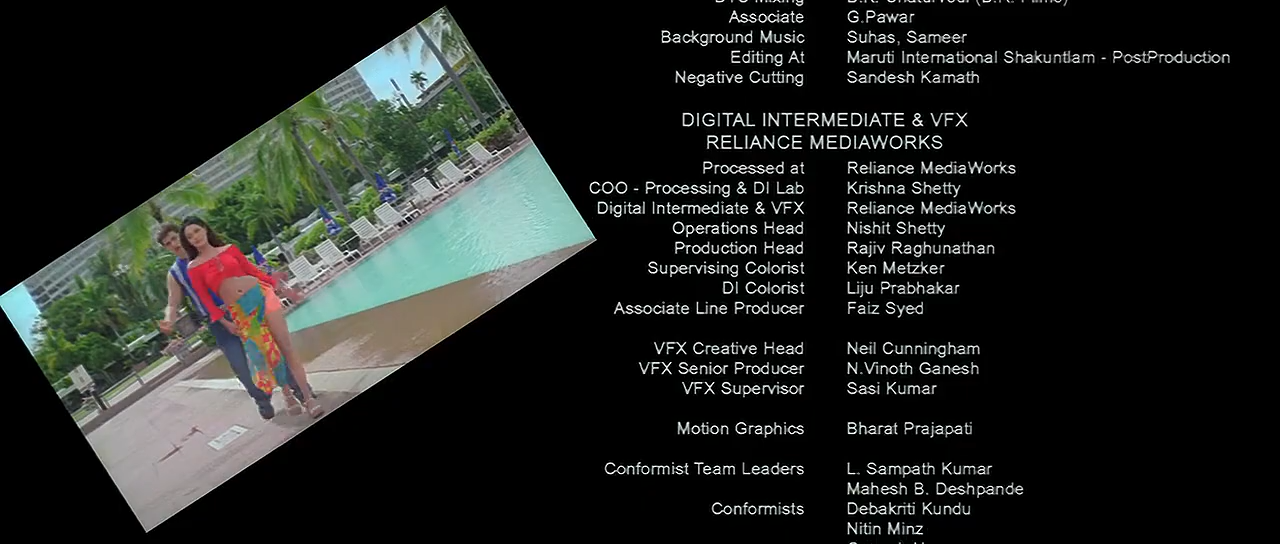 Associate G.Pawar
Background Music Suhas, Sameer
Editing At Maruti International Shakuntlam - PostProduction
Negative Cutting Sandesh Kamath
DIGITAL INTERMEDIATE & VFX
RELIANCE MEDIAWORKS
Processed at Reliance MediaWorks
COO - Processing & DI Lab Krishna Shetty
Digital Intermediate & VFX Reliance MediaWorks
Operations Head Nishit Shetty
Production Head Rajiv Raghunathan
Supervising Colorist Ken Metzker
DI Colorist Liju Prabhakar
Associate Line Producer Faiz Syed
VFX Creative Head Neil Cunningham
VFX Senior Producer N.Vinoth Ganesh
VFX Supervisor Sasi Kumar
Motion Graphics Bharat Prajapati
Conformist Team Leaders L. Sampath Kumar
Mahesh B. Deshpande
Conformists Debakriti Kundu
Nitin Minz